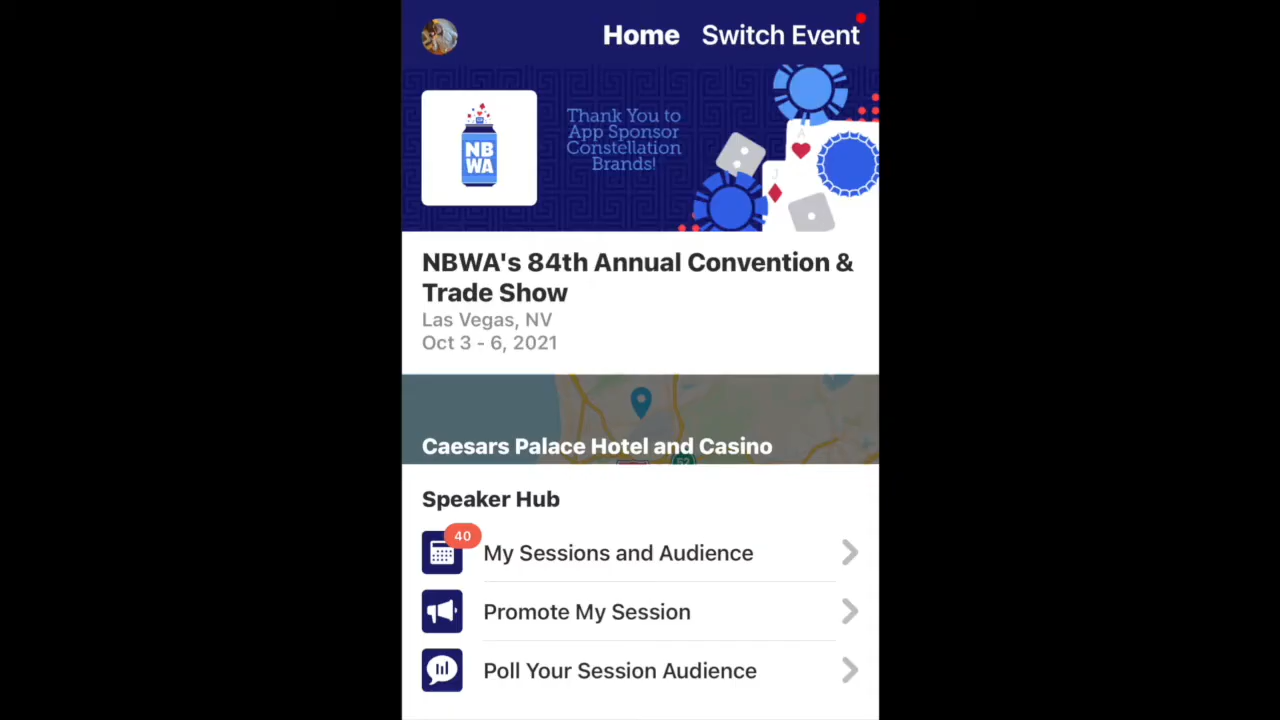 Home Switch Event
NB
WA
Thank You to
App Sponsor
Constellation
Brands!
A
J
NBWA's 84th Annual Convention &
Trade Show
Las Vegas, NV
Oct 3 - 6, 2021
Caesars Palace Hotel and Casino
52
Speaker Hub
40
My Sessions and Audience
Promote My Session
Poll Your Session Audience